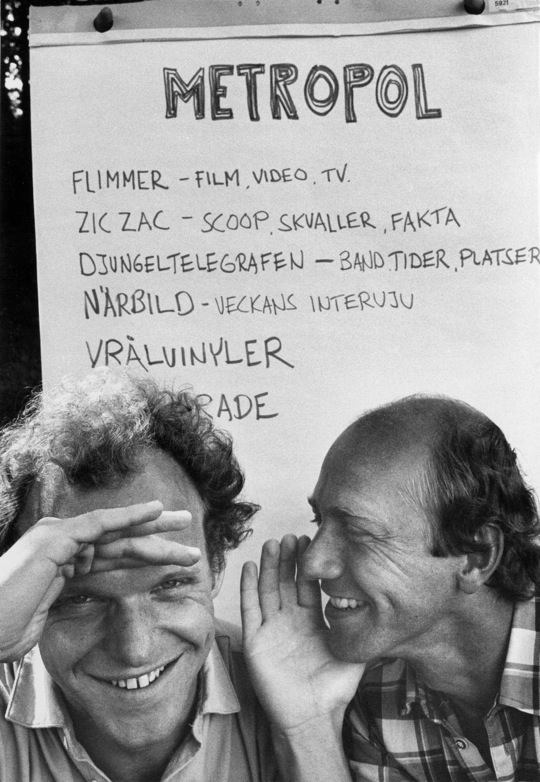 5921
METROPOL
FLIMMER - FILM, VIDEO, TV.
ZIC ZAC - SCOOP, SKVALLER, FAKTA
DJUNGELTELEGRAFEN - BAND, TIDER, PLATSER
NÄRBILD - VECKANS INTERVJU
VRÅLVINYLER
RADE